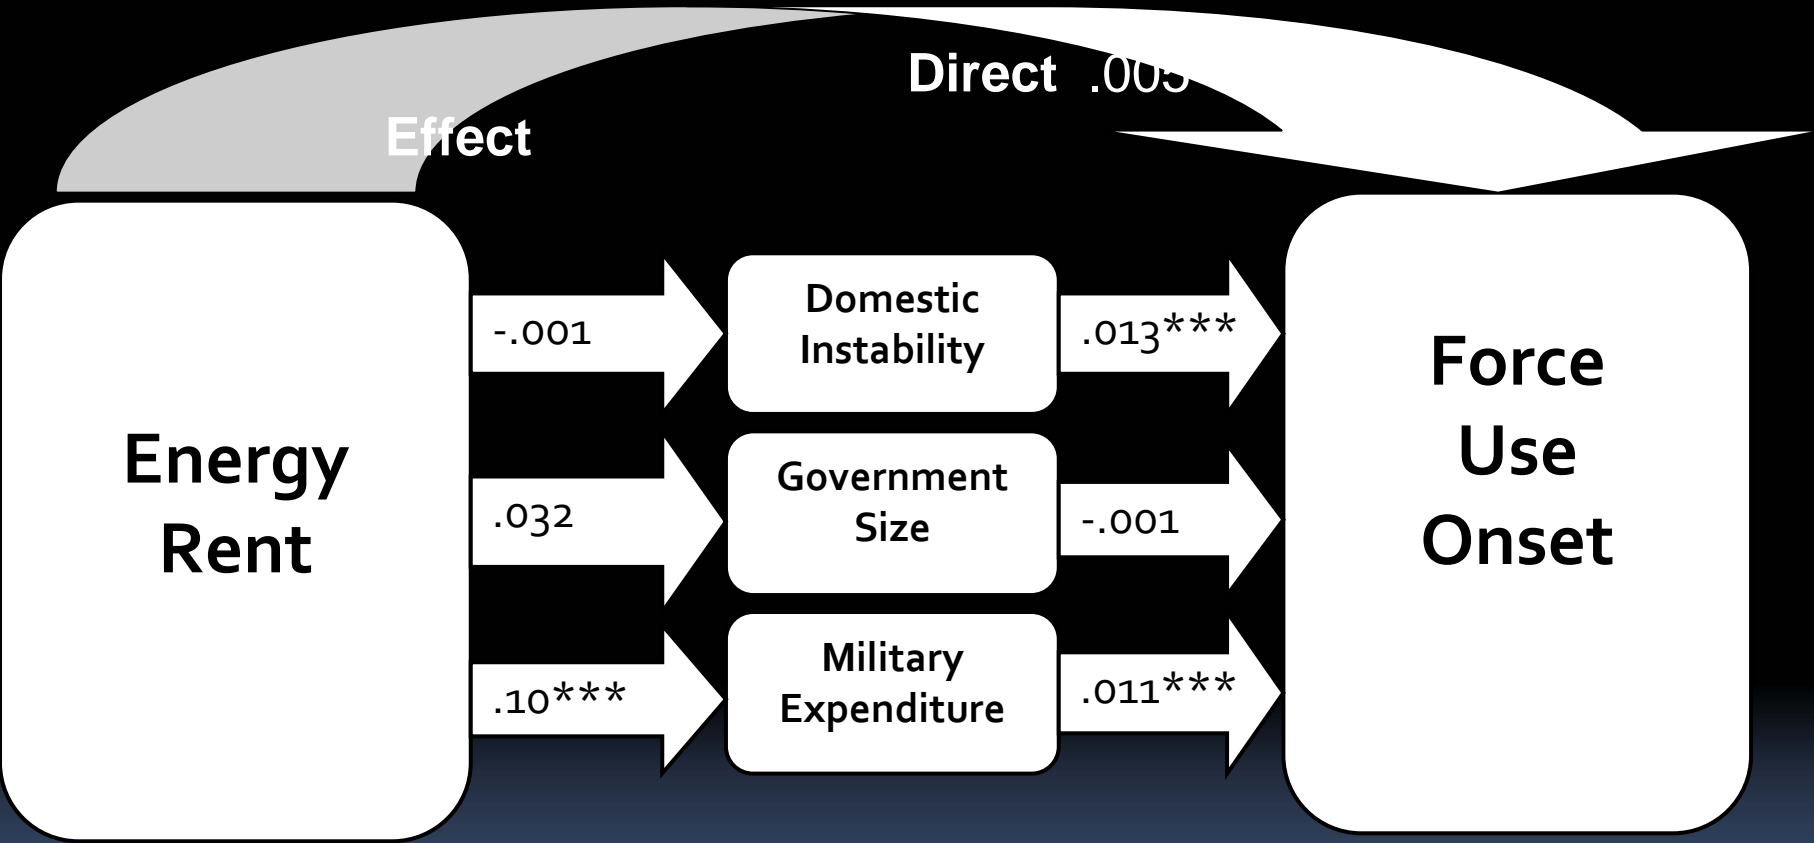 Direct .005
Effect
Energy
Rent
-.001
Domestic
Instability
.013***
.032
Government
Size
-.001
.10***
Military
Expenditure
.011***
Force
Use
Onset